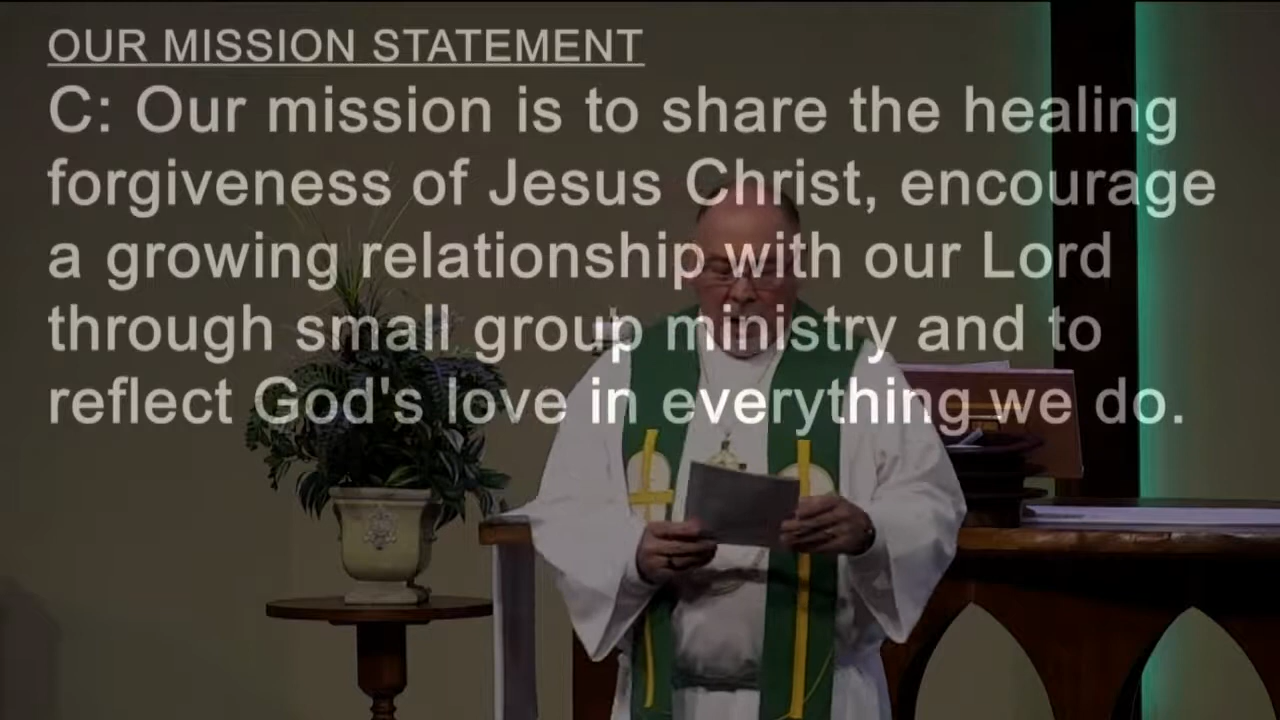 OUR MISSION STATEMENT
C: Our mission is to share the healing
forgiveness of Jesus Christ, encourage
a growing relationship with our Lord
through small group ministry and to
reflect God's love in everything we do.